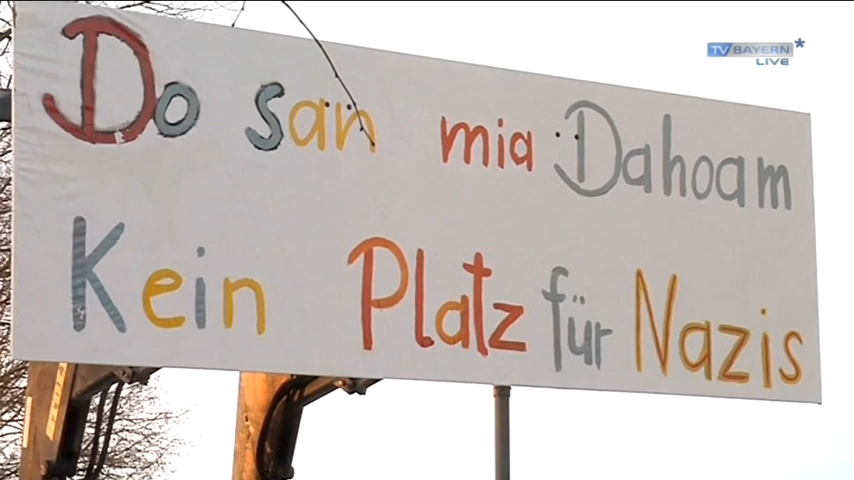 TV BAYERN
LIVE
Do san mia Dahoam
Kein Platz für Nazis